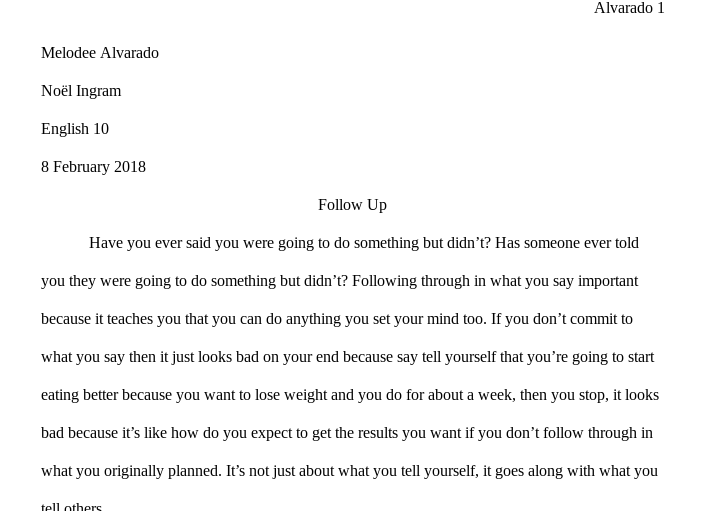 Alvarado 1
Melodee Alvarado
Noël Ingram
English 10
8 February 2018
Follow Up
Have you ever said you were going to do something but didn’t? Has someone ever told
you they were going to do something but didn’t? Following through in what you say important
because it teaches you that you can do anything you set your mind too. If you don’t commit to
what you say then it just looks bad on your end because say tell yourself that you’re going to start
eating better because you want to lose weight and you do for about a week, then you stop, it looks
bad because it’s like how do you expect to get the results you want if you don’t follow through in
what you originally planned. It’s not just about what you tell yourself, it goes along with what you
tell others.